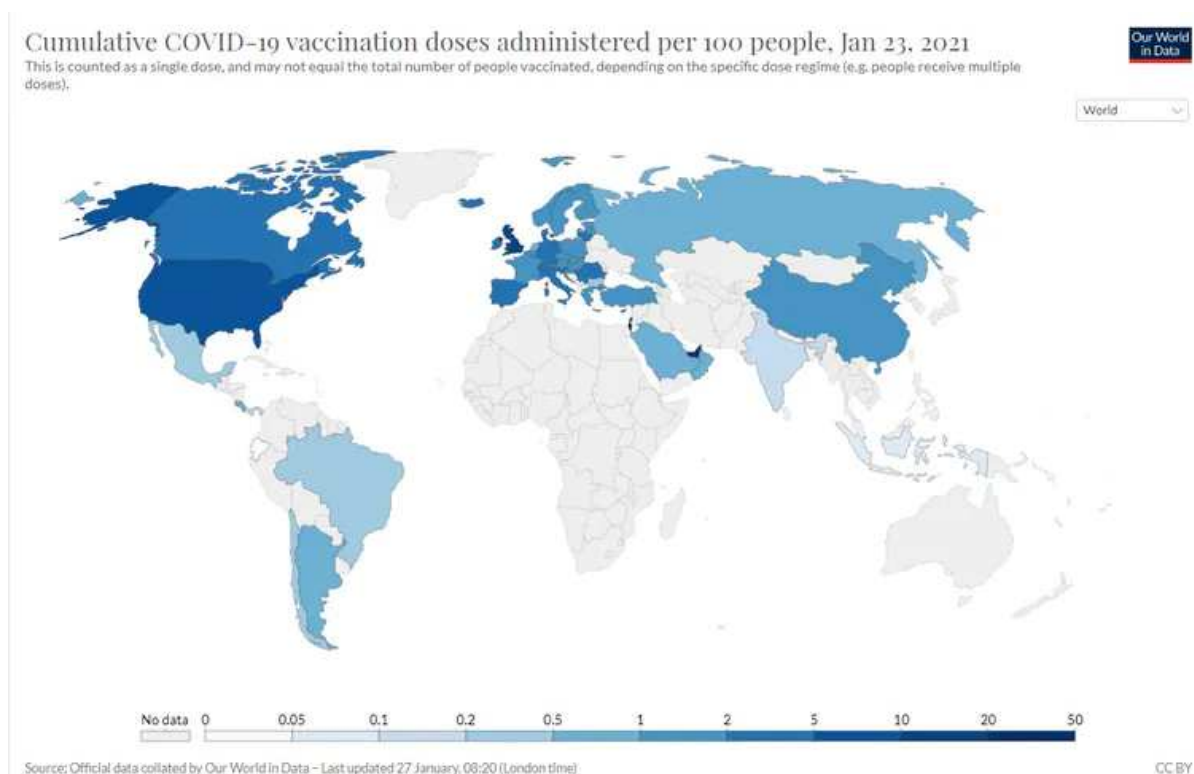 Cumulative COVID-19 vaccination doses administered per 100 people, Jan 23, 2021
Our World
in Data
This is counted as a single dose, and may not equal the total number of people vaccinated, depending on the specific dose regime (e.g. people receive multiple
doses).
World
No data 0 0.05 0.1 0.2 0.5 1 2 5 10 20 50
Source: Official data collated by Our World in Data – Last updated 27 January, 08:20 (London time)
CC BY